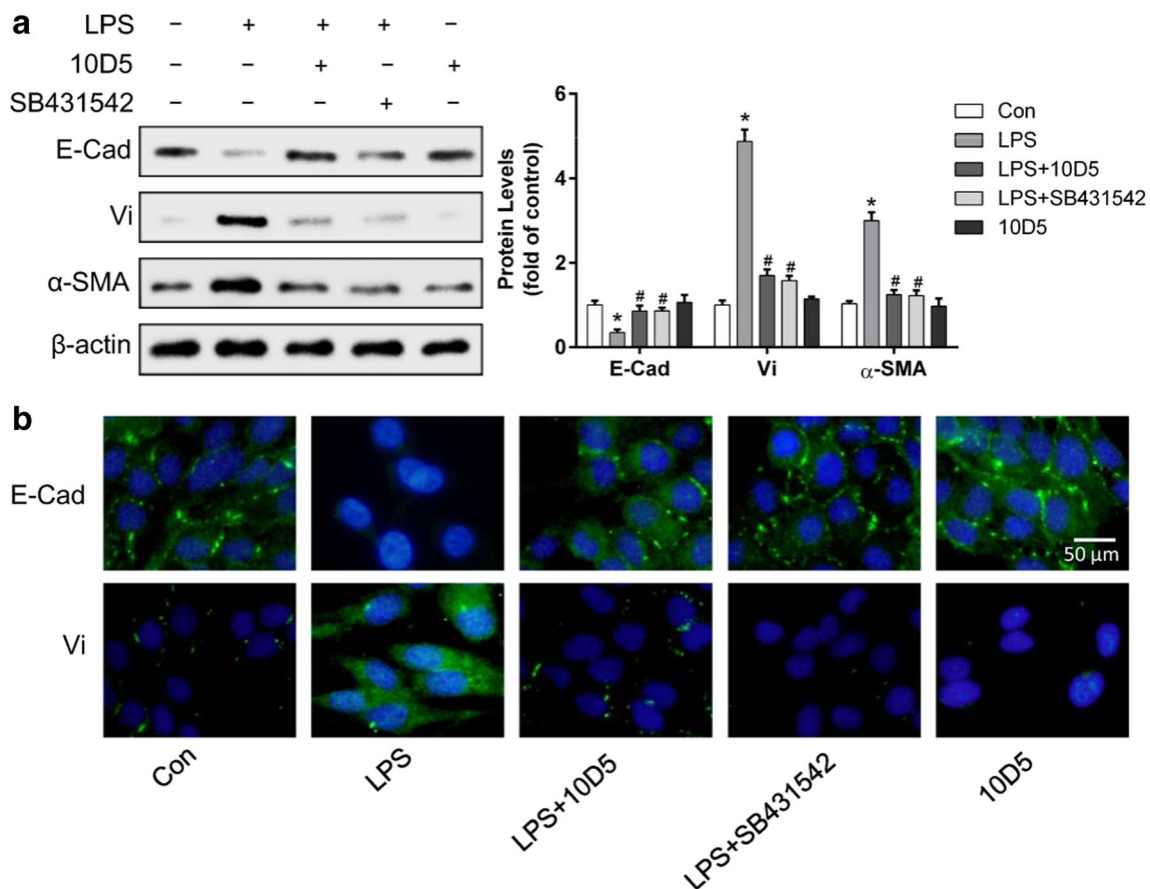 a
LPS − + + + −
10D5 − − + − +
SB431542 − − − + −
E-Cad
Vi
α-SMA
β-actin
Protein Levels
(fold of control)
6
4
2
0
*
#
#
*
#
#
*
#
#
E-Cad Vi α-SMA
Con
LPS
LPS+10D5
LPS+SB431542
10D5
b
E-Cad
50 μm
Vi
Con LPS LPS+10D5 LPS+SB431542 10D5